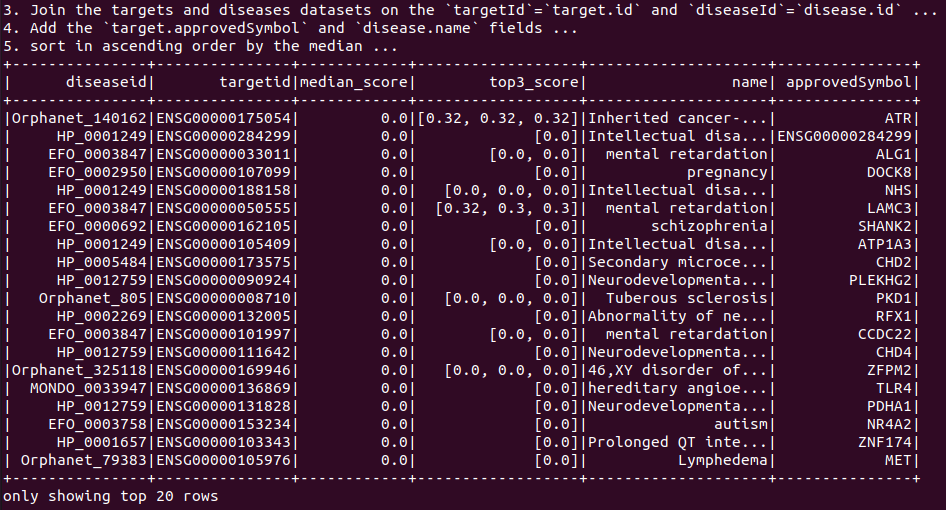 3. Join the targets and diseases datasets on the `targetId`=`target.id` and `diseaseId`=`disease.id` ...
4. Add the `target.approvedSymbol` and `disease.name` fields ...
5. sort in ascending order by the median ...
+---------------+---------------+------------+------------------+--------------------+---------------+
|      diseaseid|       targetid|median_score|        top3_score|                name| approvedSymbol|
+---------------+---------------+------------+------------------+--------------------+---------------+
|Orphanet_140162|ENSG00000175054|         0.0|[0.32, 0.32, 0.32]|Inherited cancer-...|            ATR|
|     HP_0001249|ENSG00000284299|         0.0|             [0.0]|Intellectual disa...|ENSG00000284299|
|    EFO_0003847|ENSG00000033011|         0.0|        [0.0, 0.0]|  mental retardation|           ALG1|
|    EFO_0002950|ENSG00000107099|         0.0|             [0.0]|           pregnancy|          DOCK8|
|     HP_0001249|ENSG00000188158|         0.0|   [0.0, 0.0, 0.0]|Intellectual disa...|            NHS|
|    EFO_0003847|ENSG00000050555|         0.0|  [0.32, 0.3, 0.3]|  mental retardation|          LAMC3|
|    EFO_0000692|ENSG00000162105|         0.0|             [0.0]|       schizophrenia|         SHANK2|
|     HP_0001249|ENSG00000105409|         0.0|        [0.0, 0.0]|Intellectual disa...|         ATP1A3|
|     HP_0005484|ENSG00000173575|         0.0|             [0.0]|Secondary microce...|           CHD2|
|     HP_0012759|ENSG00000090924|         0.0|             [0.0]|Neurodevelopmenta...|        PLEKHG2|
|   Orphanet_805|ENSG00000008710|         0.0|   [0.0, 0.0, 0.0]|  Tuberous sclerosis|           PKD1|
|     HP_0002269|ENSG00000132005|         0.0|             [0.0]|Abnormality of ne...|           RFX1|
|    EFO_0003847|ENSG00000101997|         0.0|        [0.0, 0.0]|  mental retardation|         CCDC22|
|     HP_0012759|ENSG00000111642|         0.0|             [0.0]|Neurodevelopmenta...|           CHD4|
|Orphanet_325118|ENSG00000169946|         0.0|   [0.0, 0.0, 0.0]|46,XY disorder of...|          ZFPM2|
|  MONDO_0033947|ENSG00000136869|         0.0|             [0.0]|hereditary angioe...|           TLR4|
|     HP_0012759|ENSG00000131828|         0.0|             [0.0]|Neurodevelopmenta...|          PDHA1|
|    EFO_0003758|ENSG00000153234|         0.0|             [0.0]|              autism|          NR4A2|
|     HP_0001657|ENSG00000103343|         0.0|             [0.0]|Prolonged QT inte...|         ZNF174|
| Orphanet_79383|ENSG00000105976|         0.0|             [0.0]|          Lymphedema|            MET|
+---------------+---------------+------------+------------------+--------------------+---------------+
only showing top 20 rows